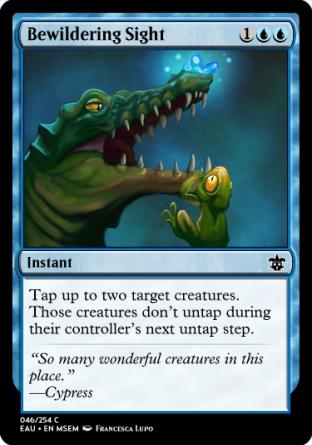 Bewildering Sight 1
Instant
Tap up to two target creatures.
Those creatures don't untap during
their controller's next untap step.
"So many wonderful creatures in this
place."
—Cypress
046/254 C
EAU • EN MSEM Francesca Lupo